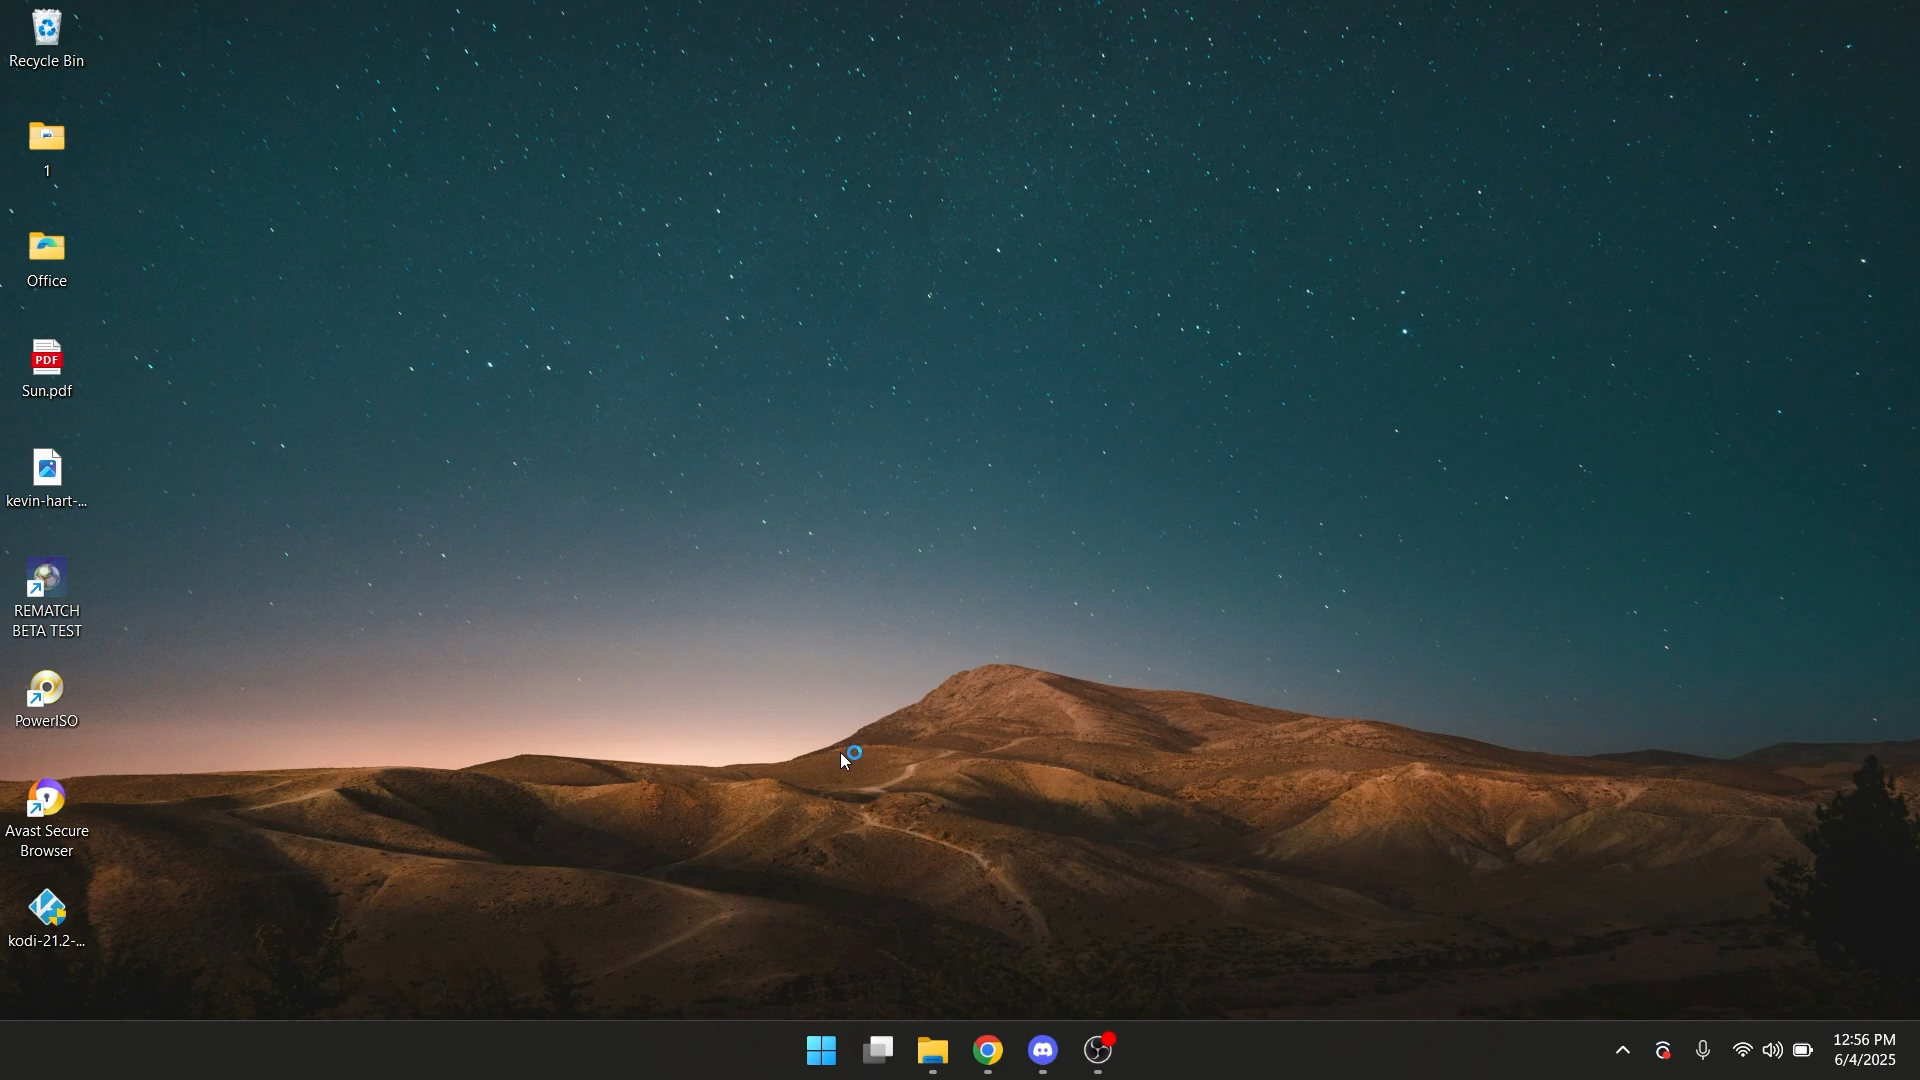 Recycle Bin
1
Office
PDF
Sun.pdf
kevin-hart-...
REMATCH
BETA TEST
PowerISO
Avast Secure
Browser
kodi-21.2-...
12:56 PM
6/4/2025